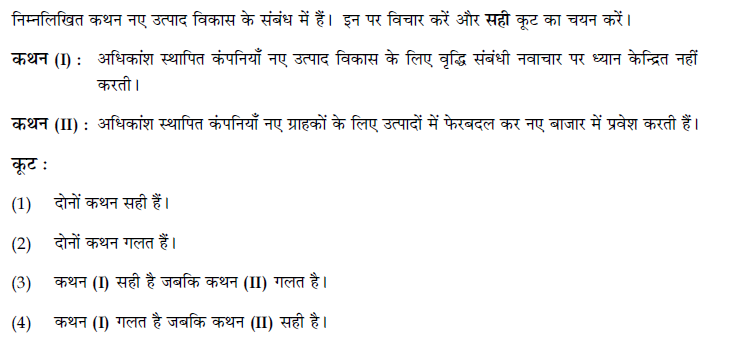 निम्नलिखित कथन नए उत्पाद विकास के संबंध में हैं। इन पर विचार करें और सही कूट का चयन करें।
कथन (I) : अधिकांश स्थापित कंपनियाँ नए उत्पाद विकास के लिए वृद्धि संबंधी नवाचार पर ध्यान केन्द्रित नहीं
करती।
कथन (II) : अधिकांश स्थापित कंपनियाँ नए ग्राहकों के लिए उत्पादों में फेरबदल कर नए बाजार में प्रवेश करती हैं।
कूट :
(1) दोनों कथन सही हैं।
(2) दोनों कथन गलत हैं।
(3) कथन (I) सही है जबकि कथन (II) गलत है।
(4) कथन (I) गलत है जबकि कथन (II) सही है।